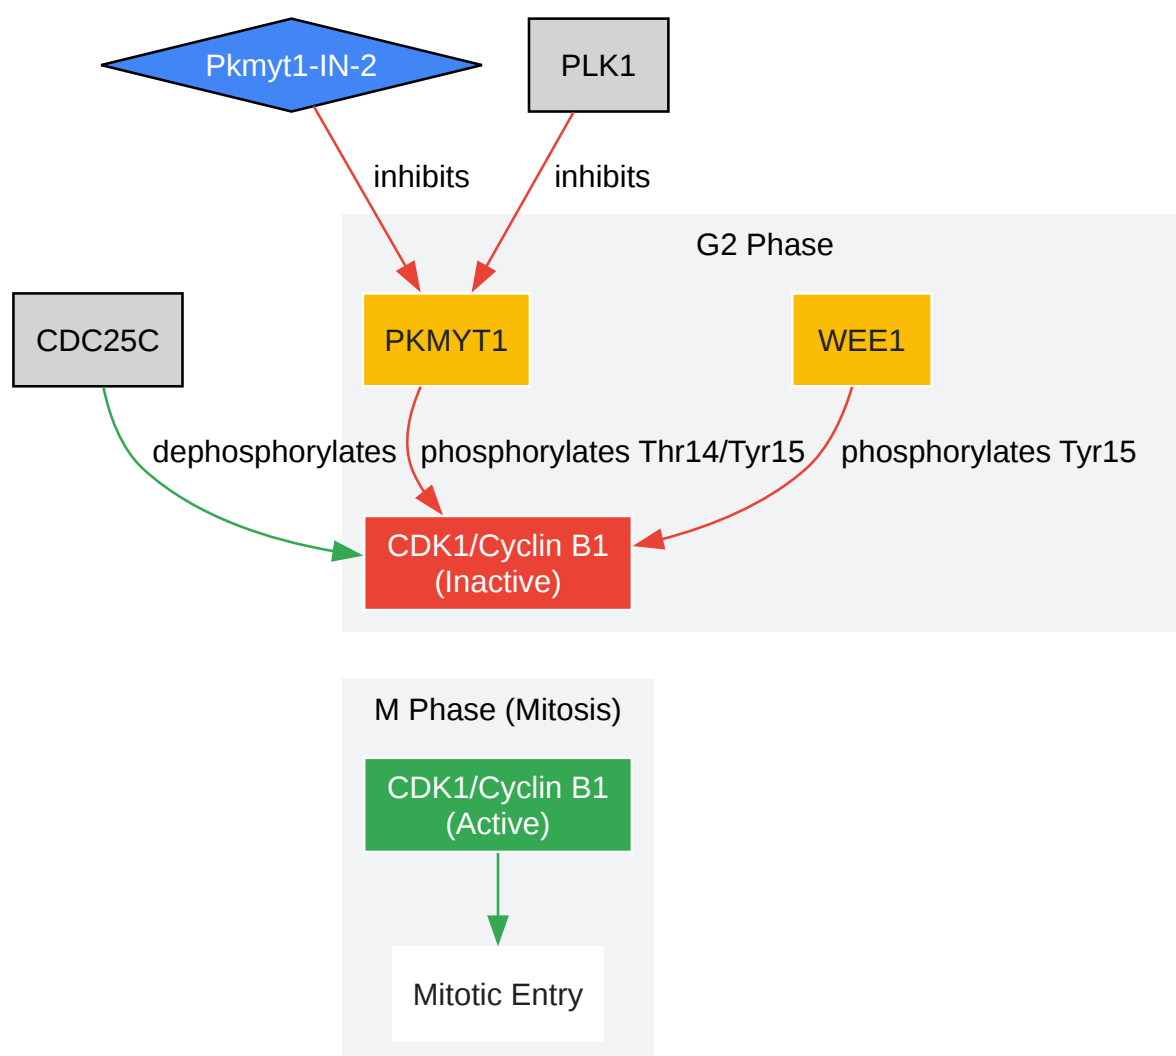 Pkmyt1-IN-2
PLK1
inhibits
inhibits
G2 Phase
CDC25C
PKMYT1
WEE1
dephosphorylates
phosphorylates Thr14/Tyr15
phosphorylates Tyr15
CDK1/Cyclin B1
(Inactive)
M Phase (Mitosis)
CDK1/Cyclin B1
(Active)
Mitotic Entry